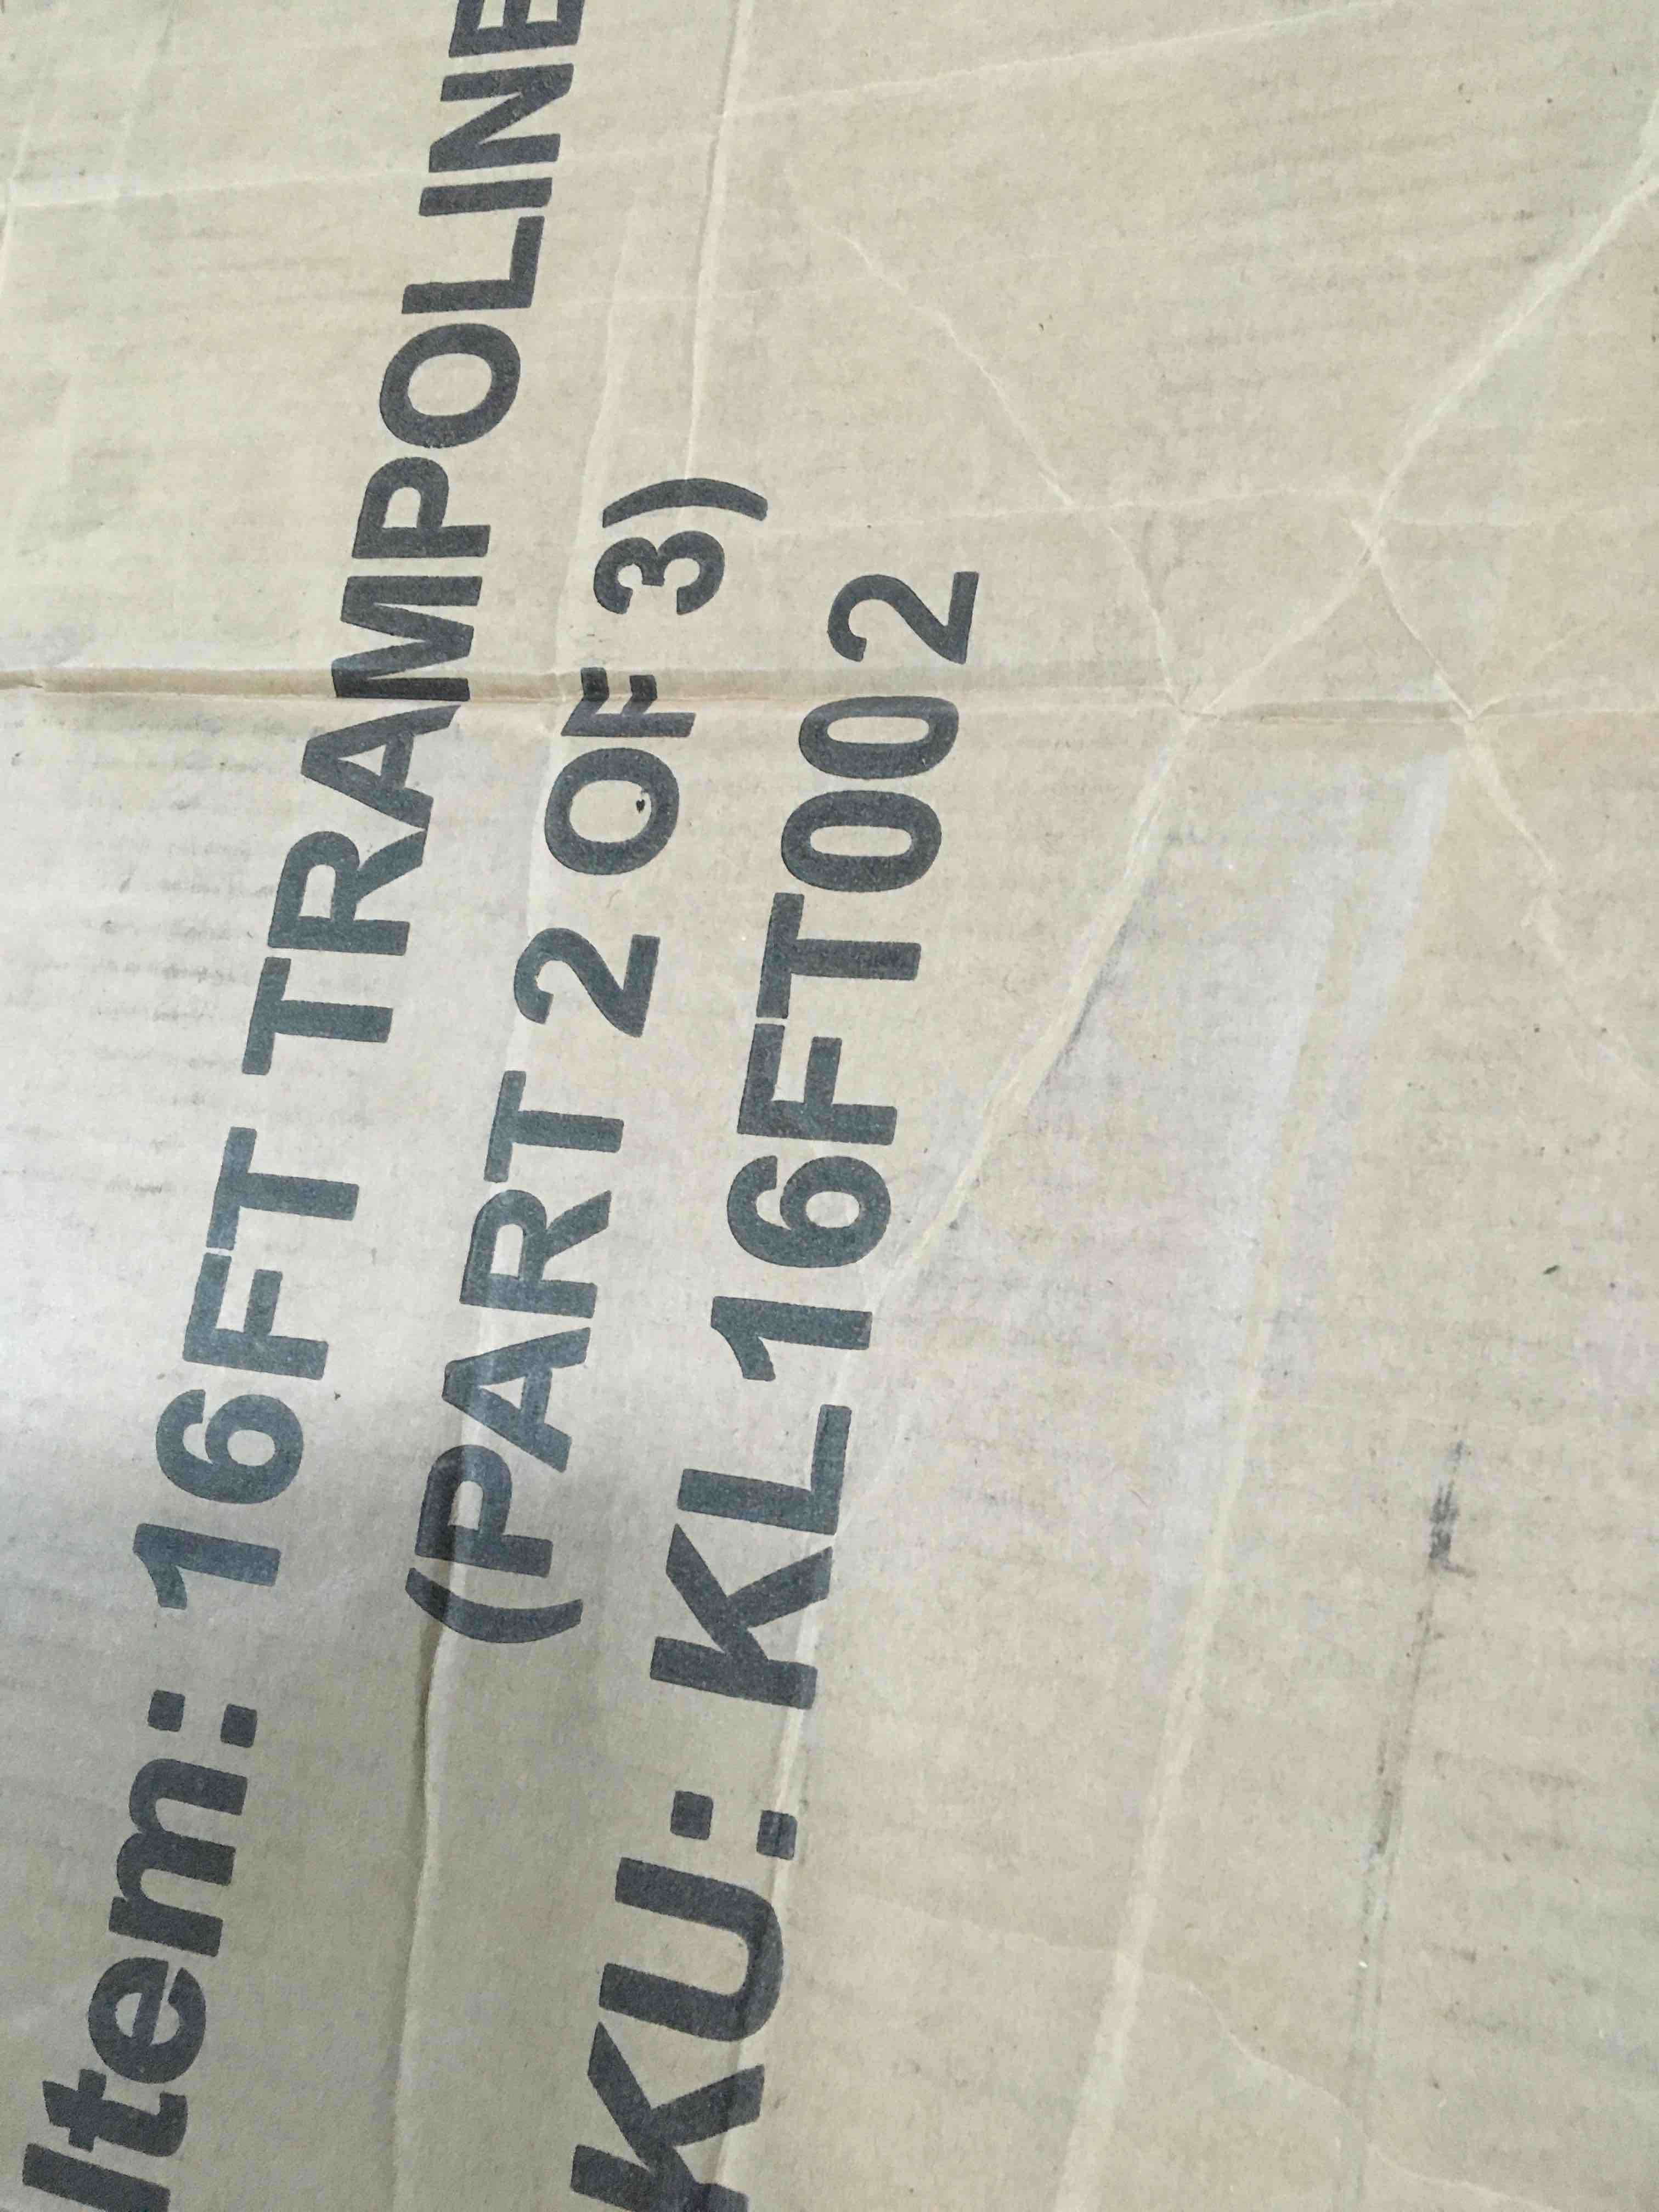 Item: 16FT TRAMPOLINE
(PART 2 OF 3)
KU: KL16FT002